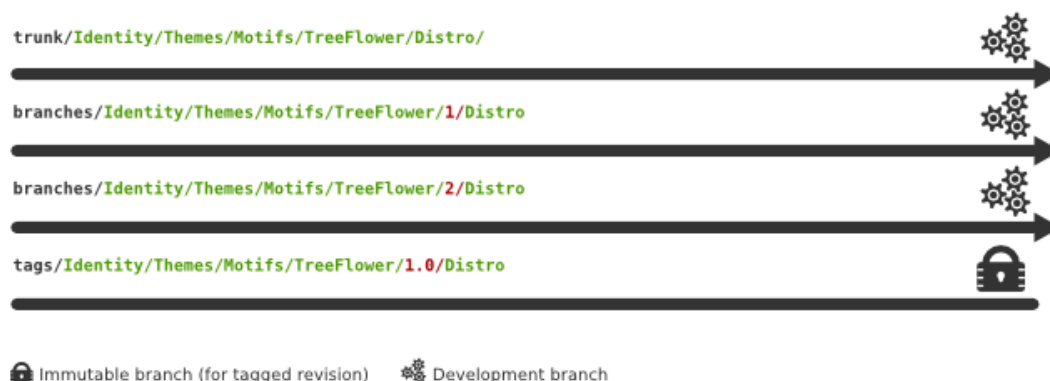 trunk/Identity/Themes/Motifs/TreeFlower/Distro/
branches/Identity/Themes/Motifs/TreeFlower/1/Distro
branches/Identity/Themes/Motifs/TreeFlower/2/Distro
tags/Identity/Themes/Motifs/TreeFlower/1.0/Distro
Immutable branch (for tagged revision) Development branch